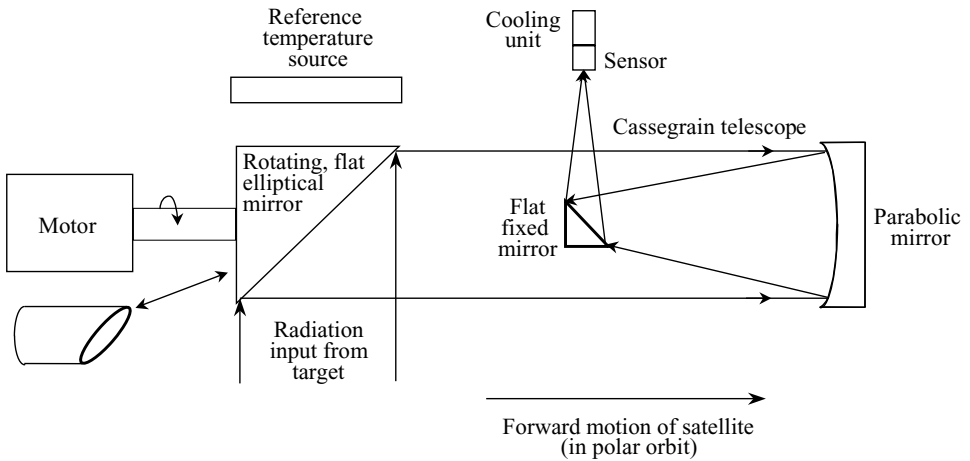 Reference
temperature
source
Cooling
unit
Sensor
Cassegrain telescope
Rotating, flat
elliptical
mirror
Motor
Flat
fixed
mirror
Parabolic
mirror
Radiation
input from
target
Forward motion of satellite
(in polar orbit)